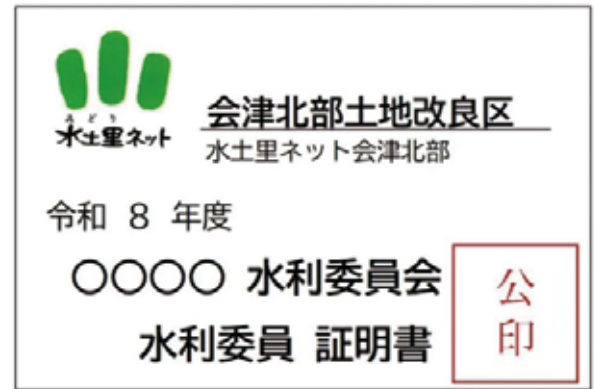 みどり
水土里ネット
会津北部土地改良区
水土里ネット会津北部
令和 8 年度
〇〇〇〇 水利委員会
水利委員 証明書
公印